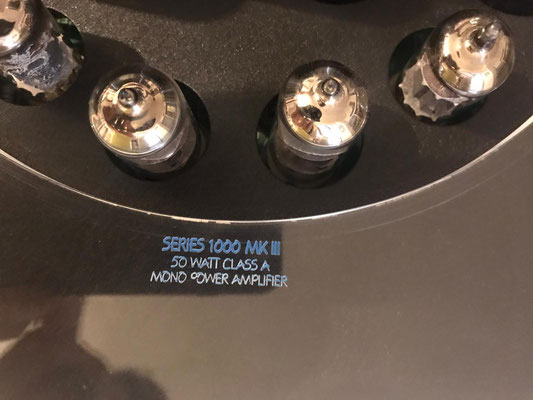 SERIES 1000 MK III
50 WATT CLASS A
MONO POWER AMPLIFIER